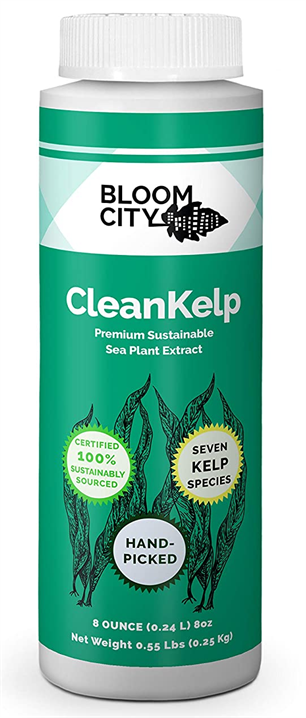 BLOOM
CITY
CleanKelp
Premium Sustainable
Sea Plant Extract
CERTIFIED
100%
SUSTAINABLY
SOURCED
SEVEN
KELP
SPECIES
HAND-
PICKED
8 OUNCE (0.24 L) 8oz
Net Weight 0.55 Lbs (0.25 Kg)